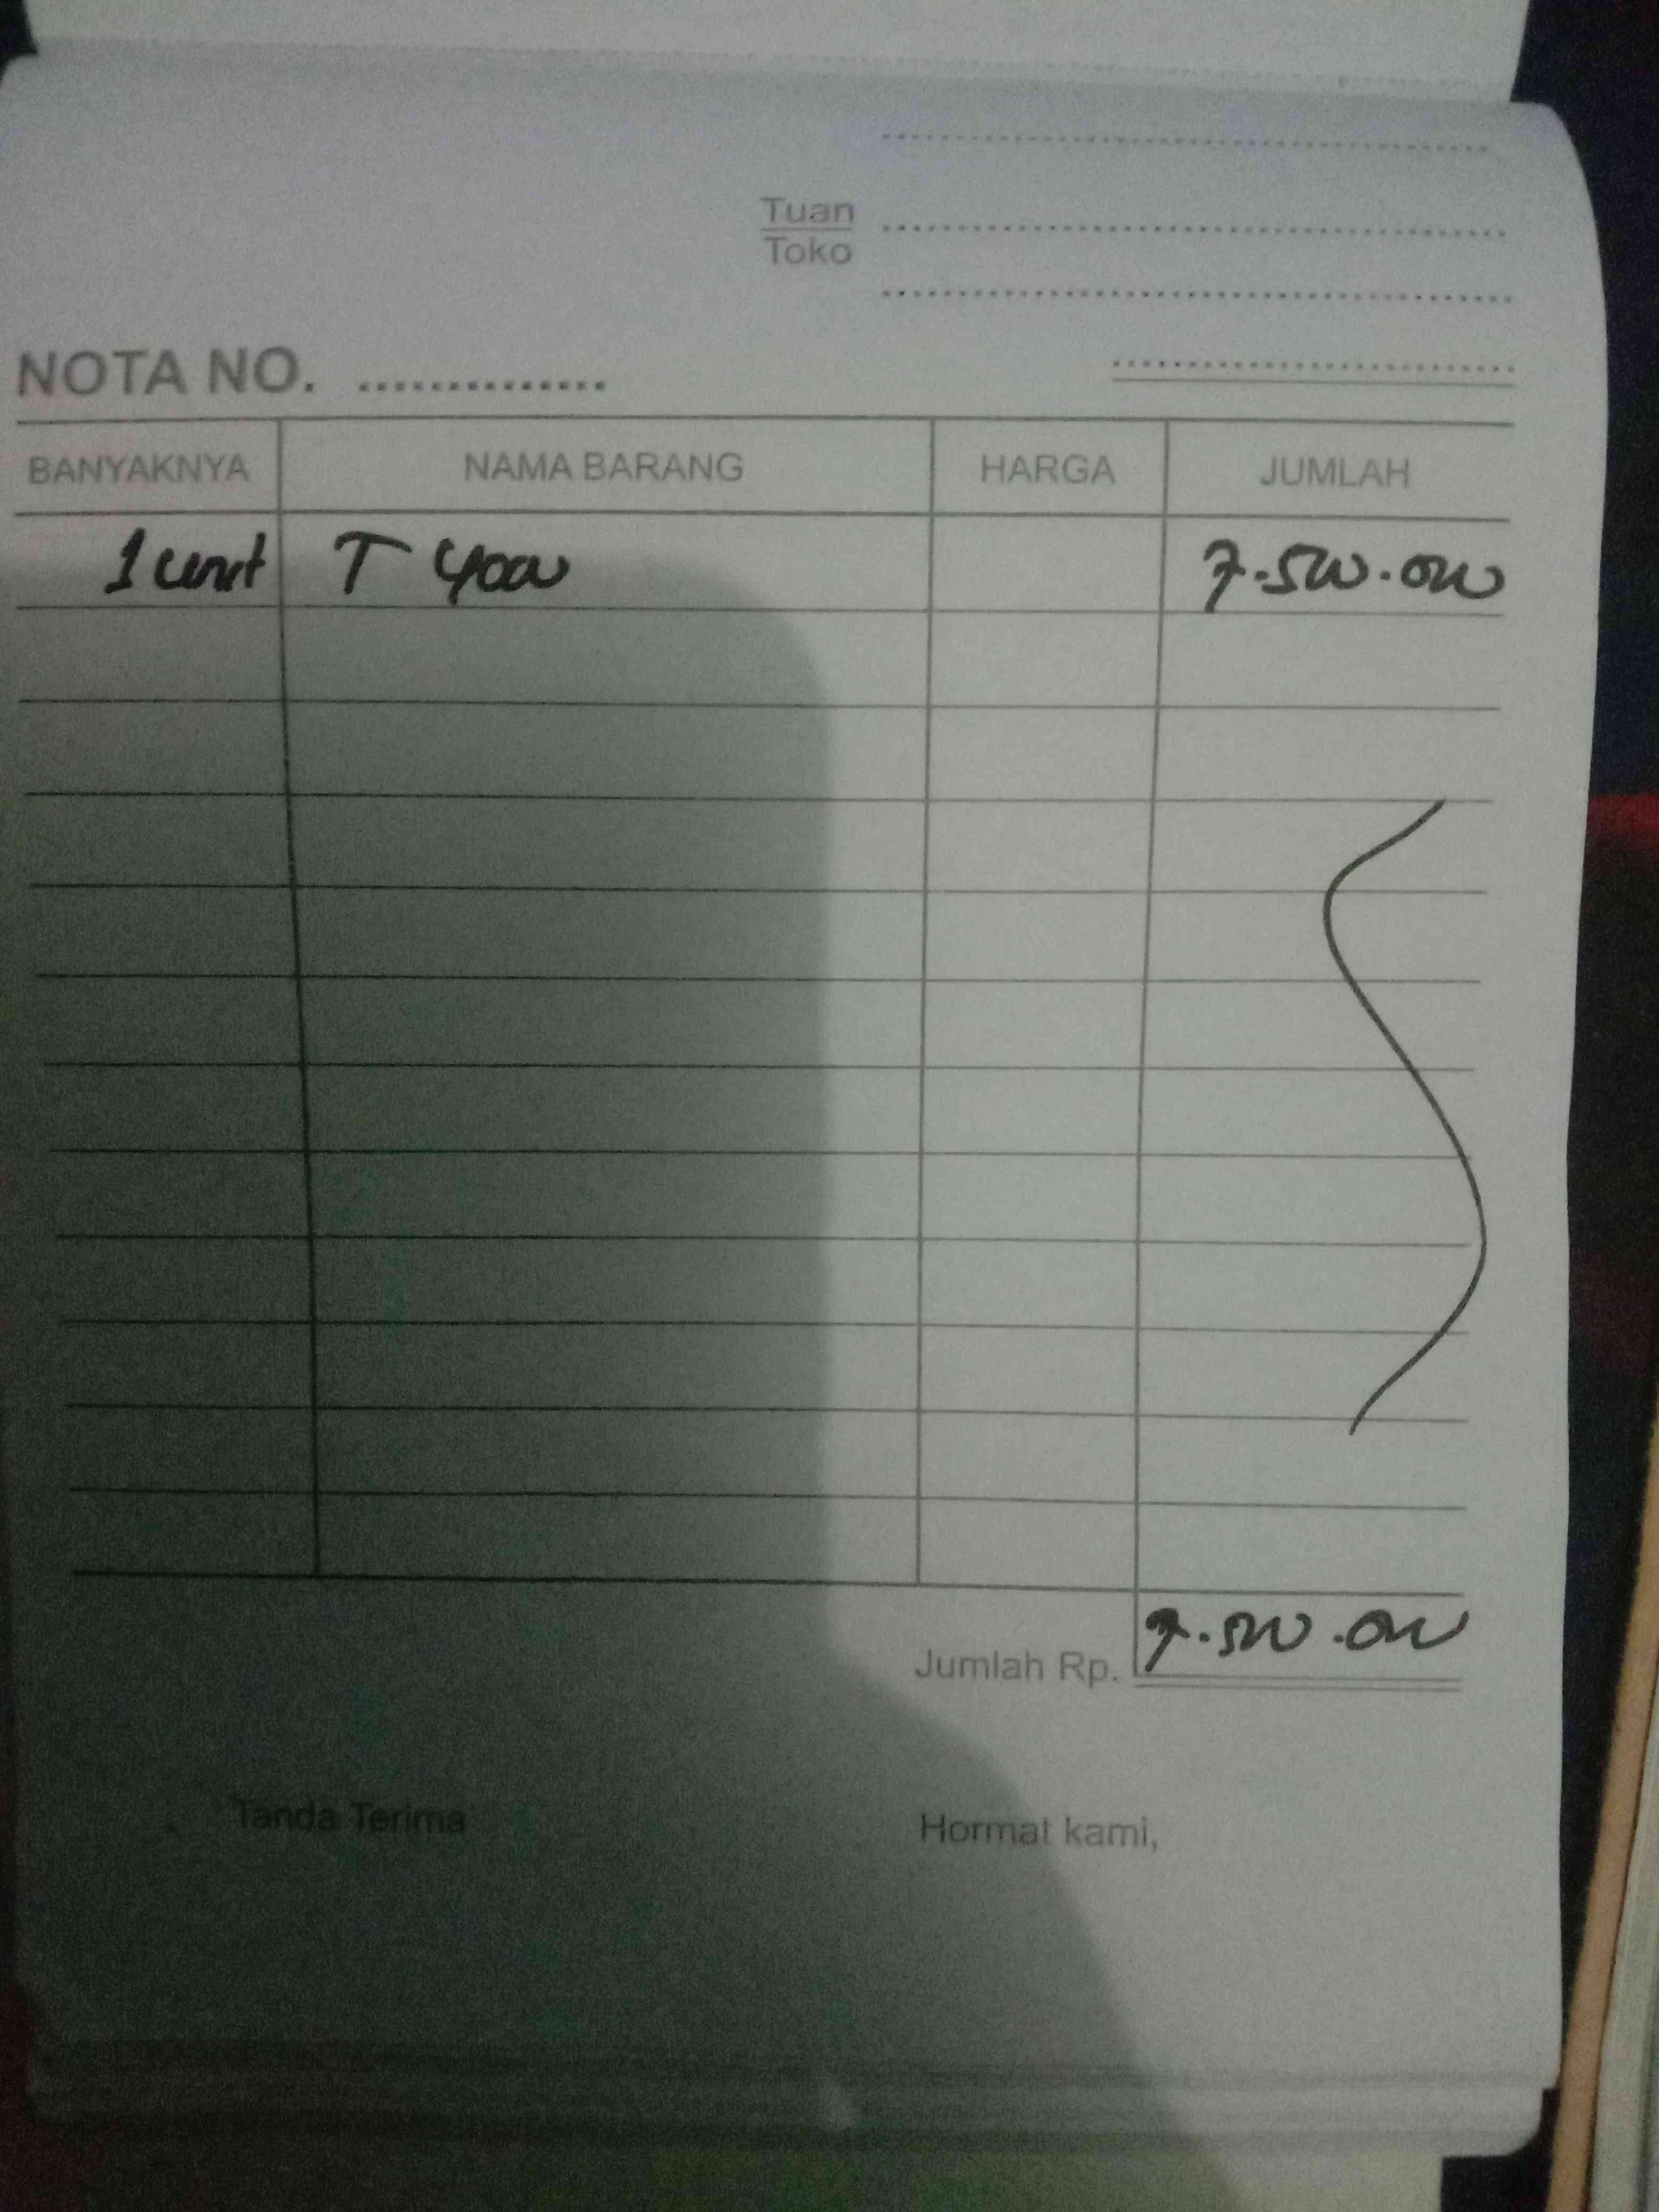 Tuan
Toko
NOTA NO. ..............
BANYAKNYA NAMA BARANG HARGA JUMLAH
1 unit T 4000 7.500.000
Jumlah Rp. 7.500.000
Tanda Terima Hormat kami,